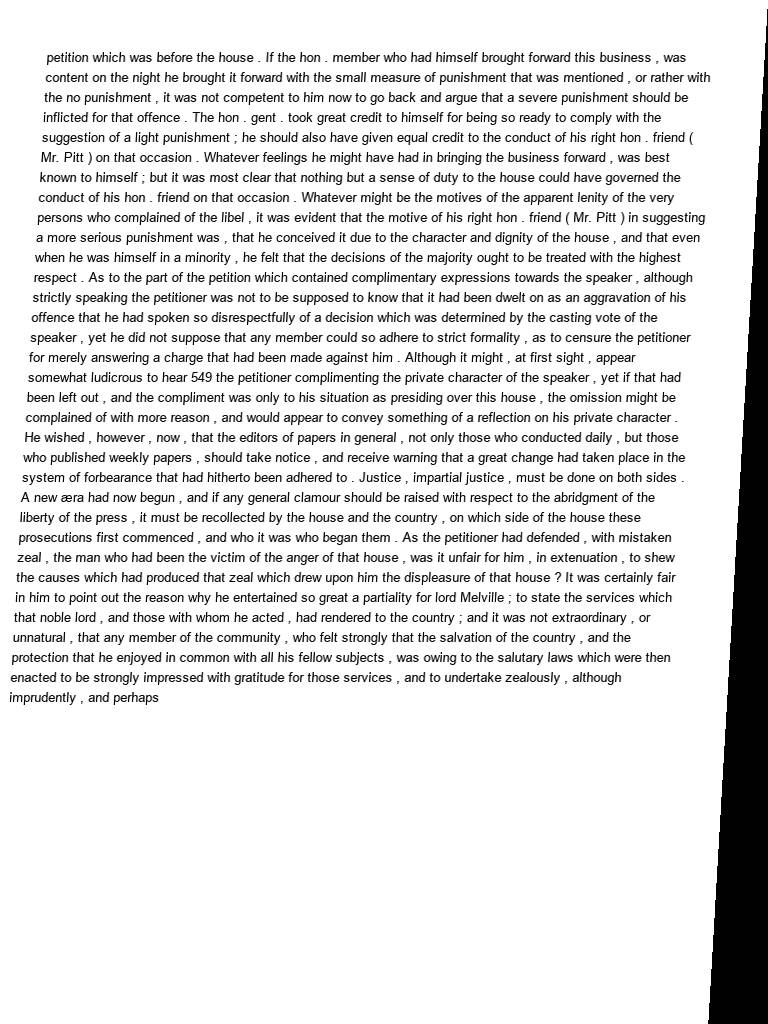 petition which was before the house . If the hon . member who had himself brought forward this business , was
content on the night he brought it forward with the small measure of punishment that was mentioned , or rather with
the no punishment , it was not competent to him now to go back and argue that a severe punishment should be
inflicted for that offence . The hon . gent . took great credit to himself for being so ready to comply with the
suggestion of a light punishment ; he should also have given equal credit to the conduct of his right hon . friend (
Mr. Pitt ) on that occasion . Whatever feelings he might have had in bringing the business forward , was best
known to himself ; but it was most clear that nothing but a sense of duty to the house could have governed the
conduct of his hon . friend on that occasion . Whatever might be the motives of the apparent lenity of the very
persons who complained of the libel , it was evident that the motive of his right hon . friend ( Mr. Pitt ) in suggesting
a more serious punishment was , that he conceived it due to the character and dignity of the house , and that even
when he was himself in a minority , he felt that the decisions of the majority ought to be treated with the highest
respect . As to the part of the petition which contained complimentary expressions towards the speaker , although
strictly speaking the petitioner was not to be supposed to know that it had been dwelt on as an aggravation of his
offence that he had spoken so disrespectfully of a decision which was determined by the casting vote of the
speaker , yet he did not suppose that any member could so adhere to strict formality , as to censure the petitioner
for merely answering a charge that had been made against him . Although it might , at first sight , appear
somewhat ludicrous to hear 549 the petitioner complimenting the private character of the speaker , yet if that had
been left out , and the compliment was only to his situation as presiding over this house , the omission might be
complained of with more reason , and would appear to convey something of a reflection on his private character .
He wished , however , now , that the editors of papers in general , not only those who conducted daily , but those
who published weekly papers , should take notice , and receive warning that a great change had taken place in the
system of forbearance that had hitherto been adhered to . Justice , impartial justice , must be done on both sides .
A new æra had now begun , and if any general clamour should be raised with respect to the abridgment of the
liberty of the press , it must be recollected by the house and the country , on which side of the house these
prosecutions first commenced , and who it was who began them . As the petitioner had defended , with mistaken
zeal , the man who had been the victim of the anger of that house , was it unfair for him , in extenuation , to shew
the causes which had produced that zeal which drew upon him the displeasure of that house ? It was certainly fair
in him to point out the reason why he entertained so great a partiality for lord Melville ; to state the services which
that noble lord , and those with whom he acted , had rendered to the country ; and it was not extraordinary , or
unnatural , that any member of the community , who felt strongly that the salvation of the country , and the
protection that he enjoyed in common with all his fellow subjects , was owing to the salutary laws which were then
enacted to be strongly impressed with gratitude for those services , and to undertake zealously , although
imprudently , and perhaps